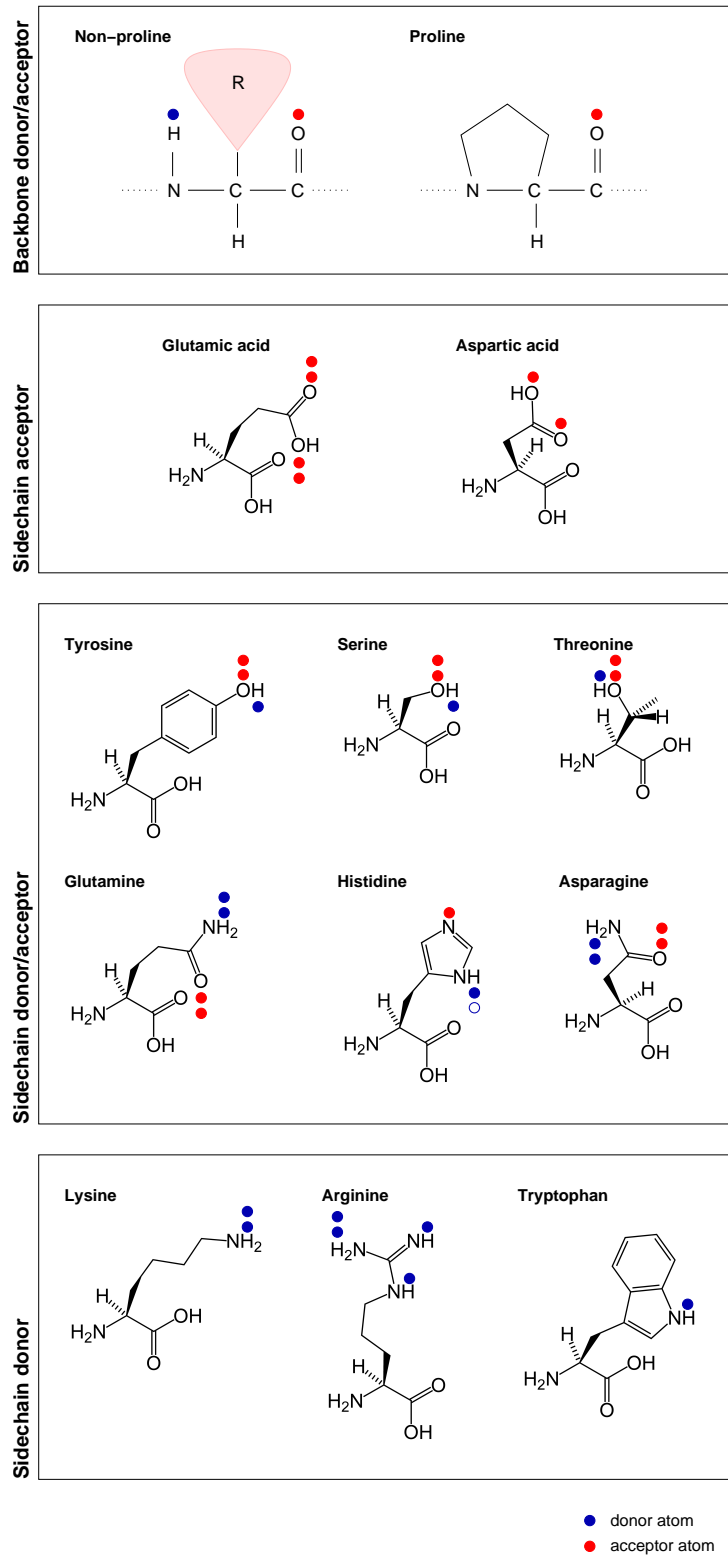 Backbone donor/acceptor
Non−proline
Proline
R
H
O
N
C
C
H
O
N
C
C
H
Sidechain acceptor
Glutamic acid
Aspartic acid
O
OH
H
O
H2N
OH
HO
O
H
O
H2N
OH
Sidechain donor/acceptor
Tyrosine
Serine
Threonine
OH
H
OH
H2N
O
OH
H
O
H2N
OH
HO
H
H
OH
H2N
O
Glutamine
Histidine
Asparagine
NH2
O
H
O
H2N
OH
N
NH
H
O
H2N
OH
H2N
O
H
O
H2N
OH
Sidechain donor
Lysine
Arginine
Tryptophan
NH2
H
OH
H2N
O
H2N
NH
NH
H
O
H2N
OH
NH
H
OH
H2N
O
donor atom
acceptor atom